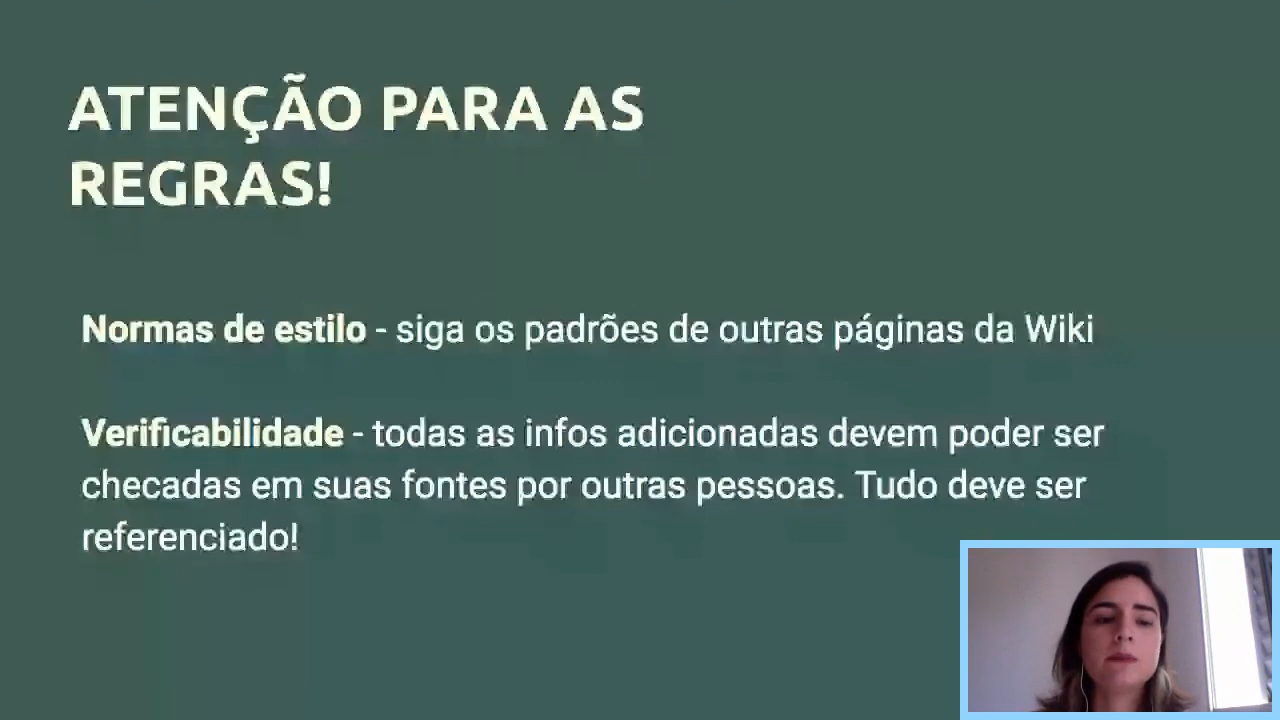 ATENÇÃO PARA AS
REGRAS!
Normas de estilo - siga os padrões de outras páginas da Wiki
Verificabilidade - todas as infos adicionadas devem poder ser
checadas em suas fontes por outras pessoas. Tudo deve ser
referenciado!